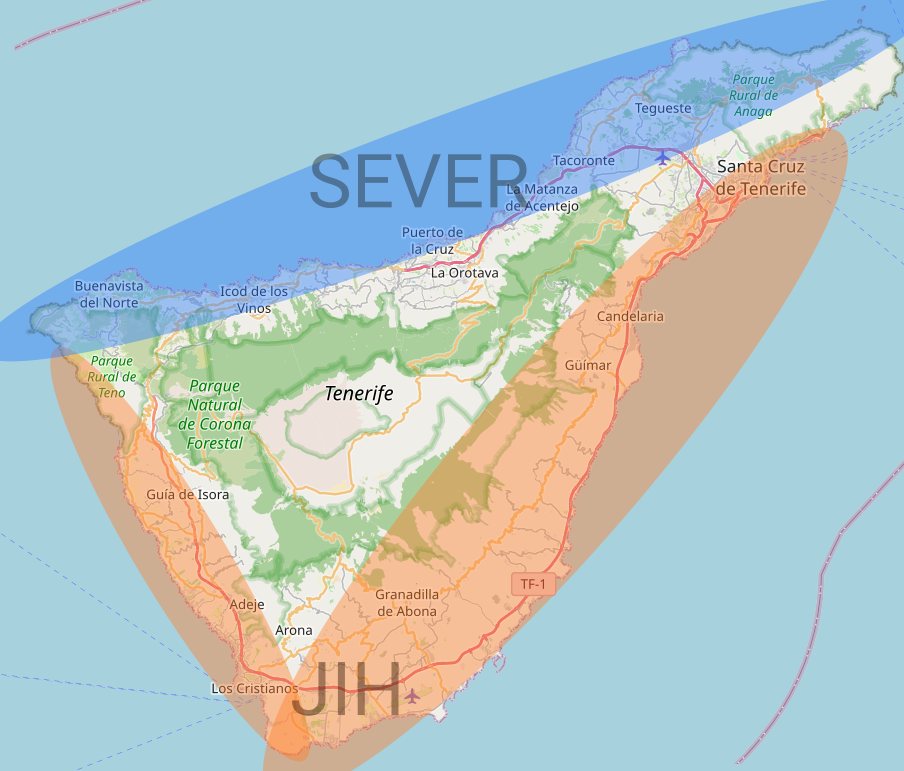 Parque
Rural de
Anaga
Tegueste
SEVER
Tacoronte
Santa Cruz
de Tenerife
La Matanza
de Acentejo
Puerto de
la Cruz
La Orotava
Buenavista
del Norte
Icod de los
Vinos
Candelaria
Parque
Rural de
Teno
Güímar
Parque
Natural
de Corona
Forestal
Tenerife
Guía de Isora
TF-1
Granadilla
de Abona
Adeje
Arona
Los Cristianos
JIH